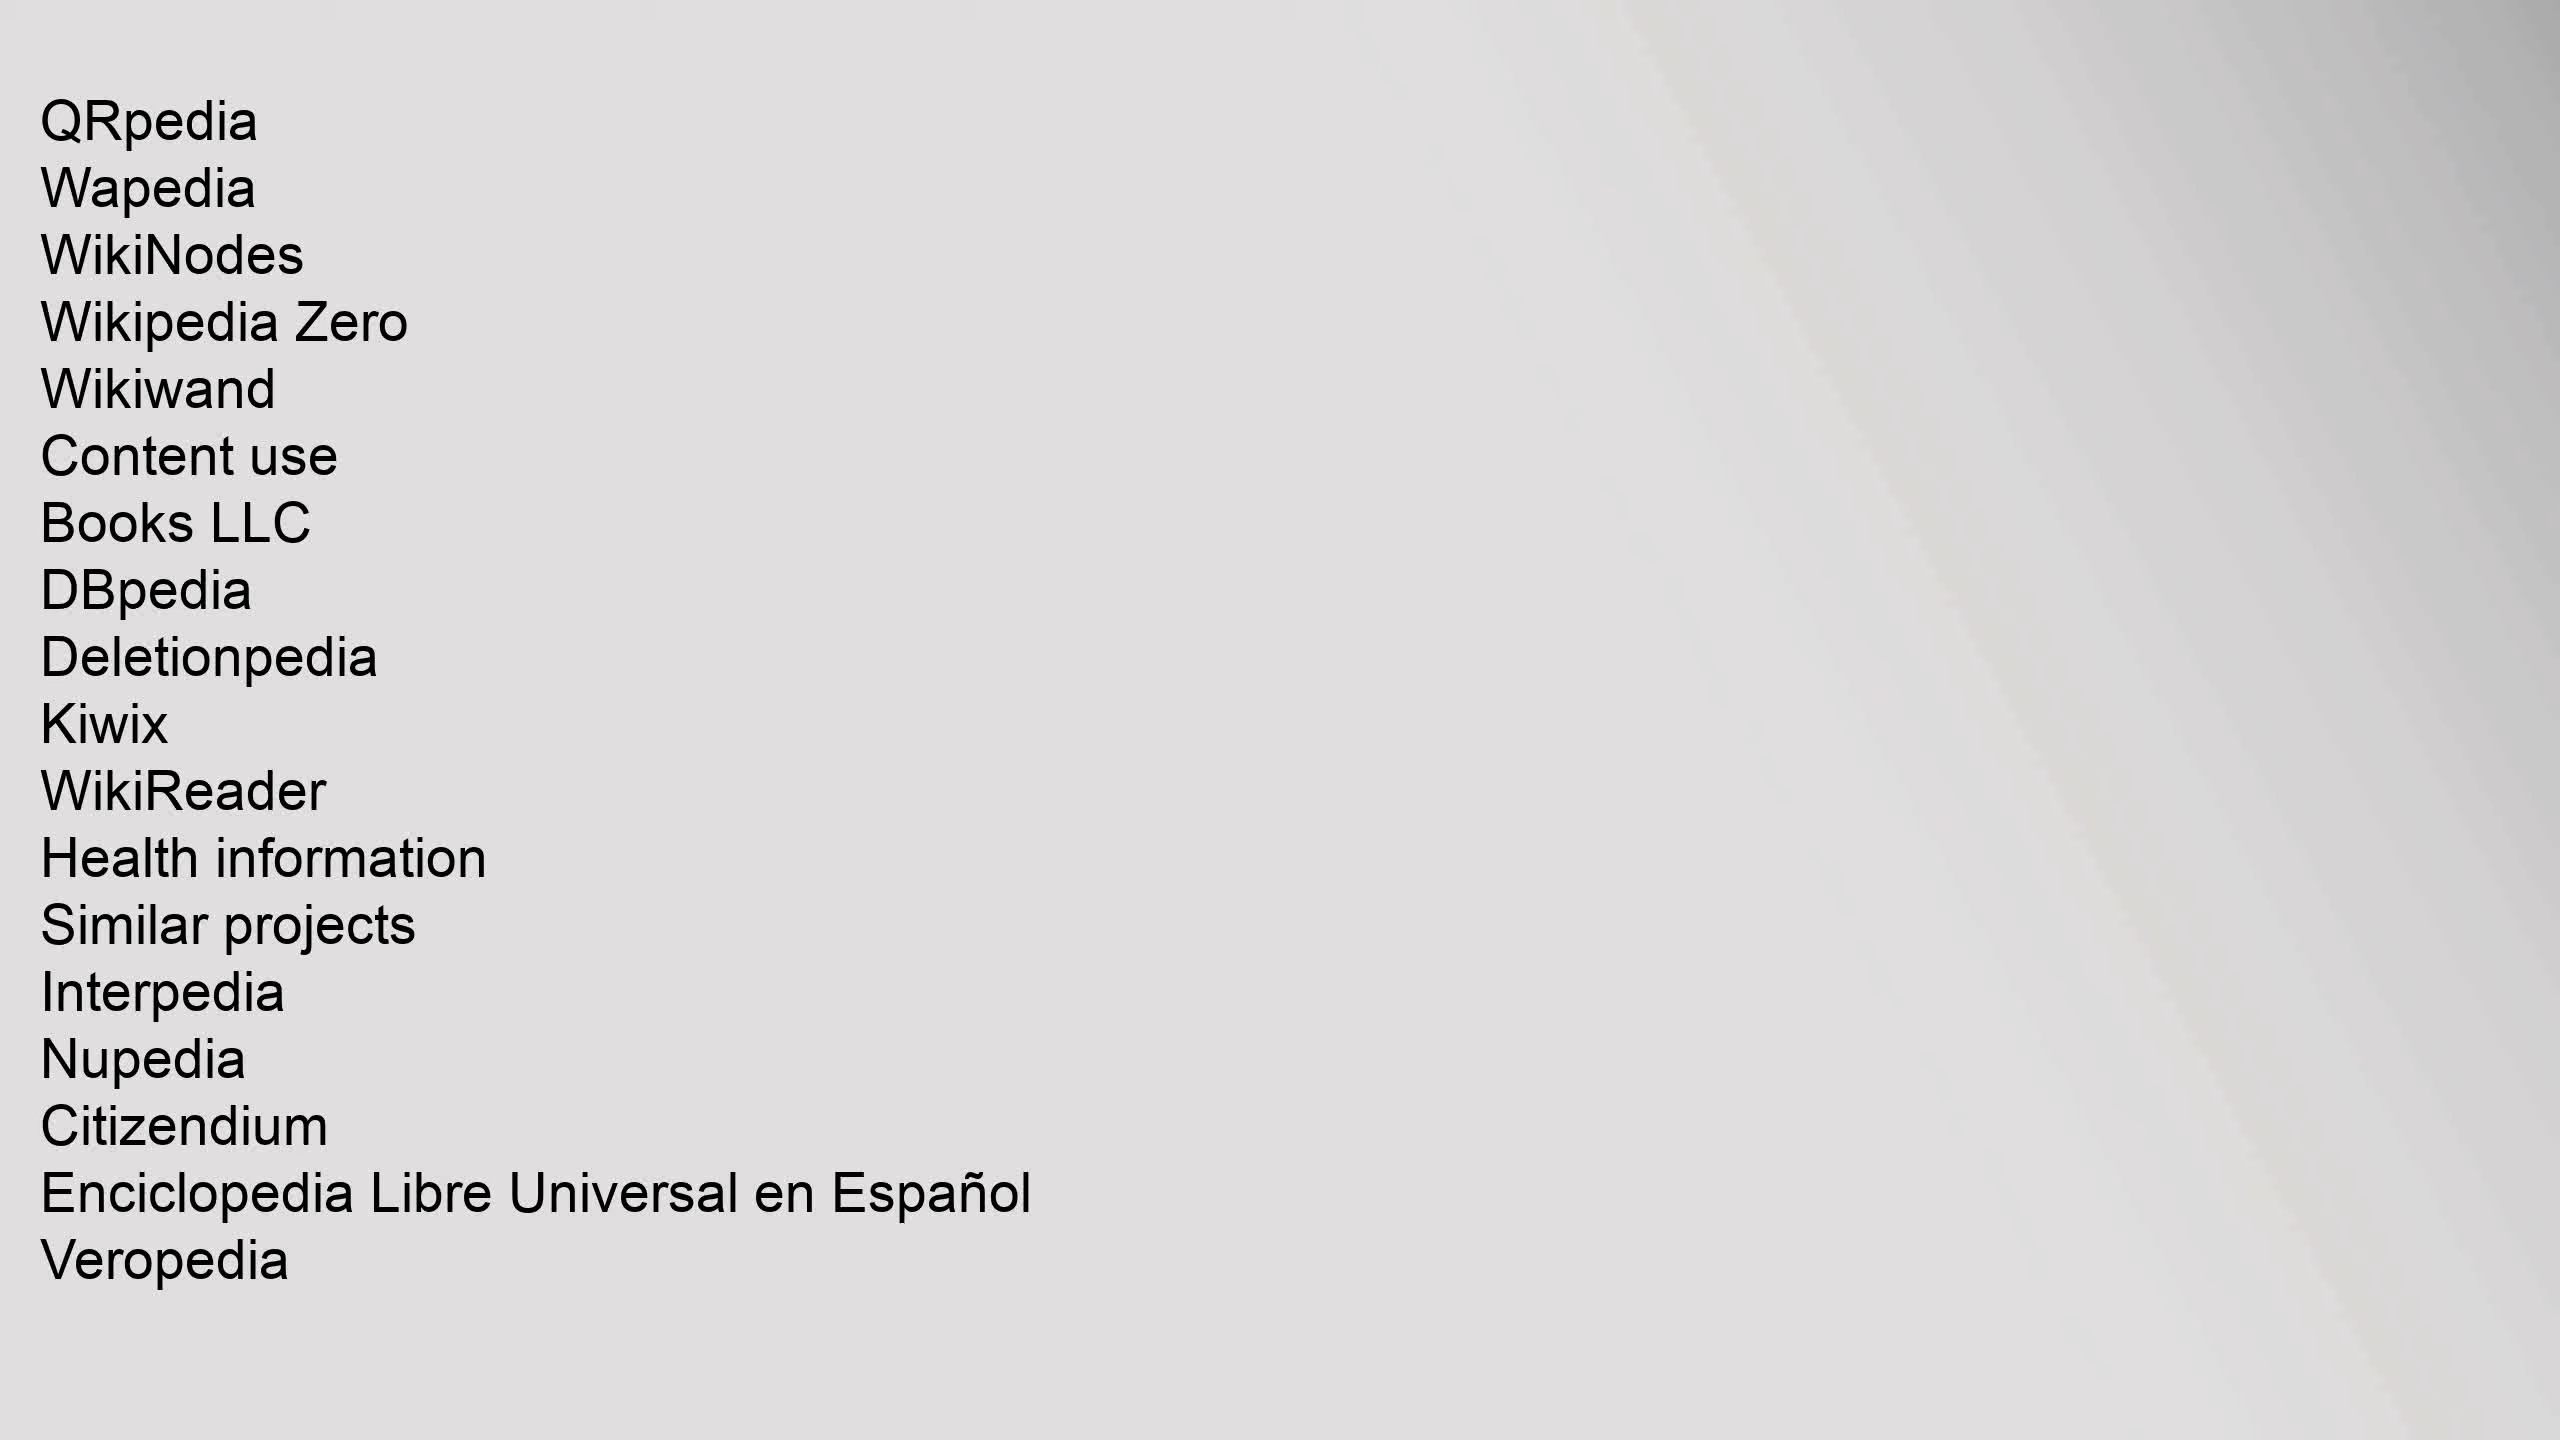 QRpedia
Wapedia
WikiNodes
Wikipedia Zero
Wikiwand
Content use
Books LLC
DBpedia
Deletionpedia
Kiwix
WikiReader
Health information
Similar projects
Interpedia
Nupedia
Citizendium
Enciclopedia Libre Universal en Español
Veropedia